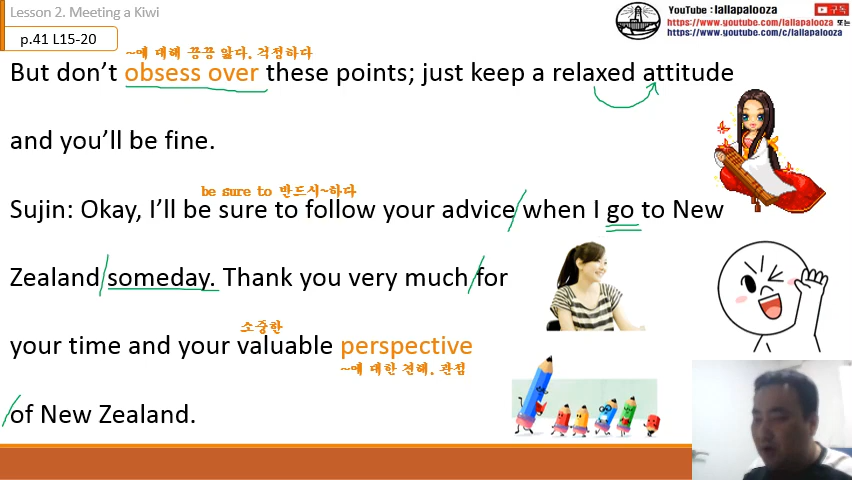 Lesson 2. Meeting a Kiwi
YouTube : lallapalooza ▶ 구독
https://www.youtube.com/lallapalooza 또는
https://www.youtube.com/c/lallapalooza
p.41 L15-20
~에 대해 끙끙 앓다. 걱정하다
But don’t obsess over these points; just keep a relaxed attitude
and you’ll be fine.
be sure to 반드시~하다
Sujin: Okay, I’ll be sure to follow your advice when I go to New
Zealand someday. Thank you very much for
소중한
your time and your valuable perspective
~에 대한 견해. 관점
of New Zealand.